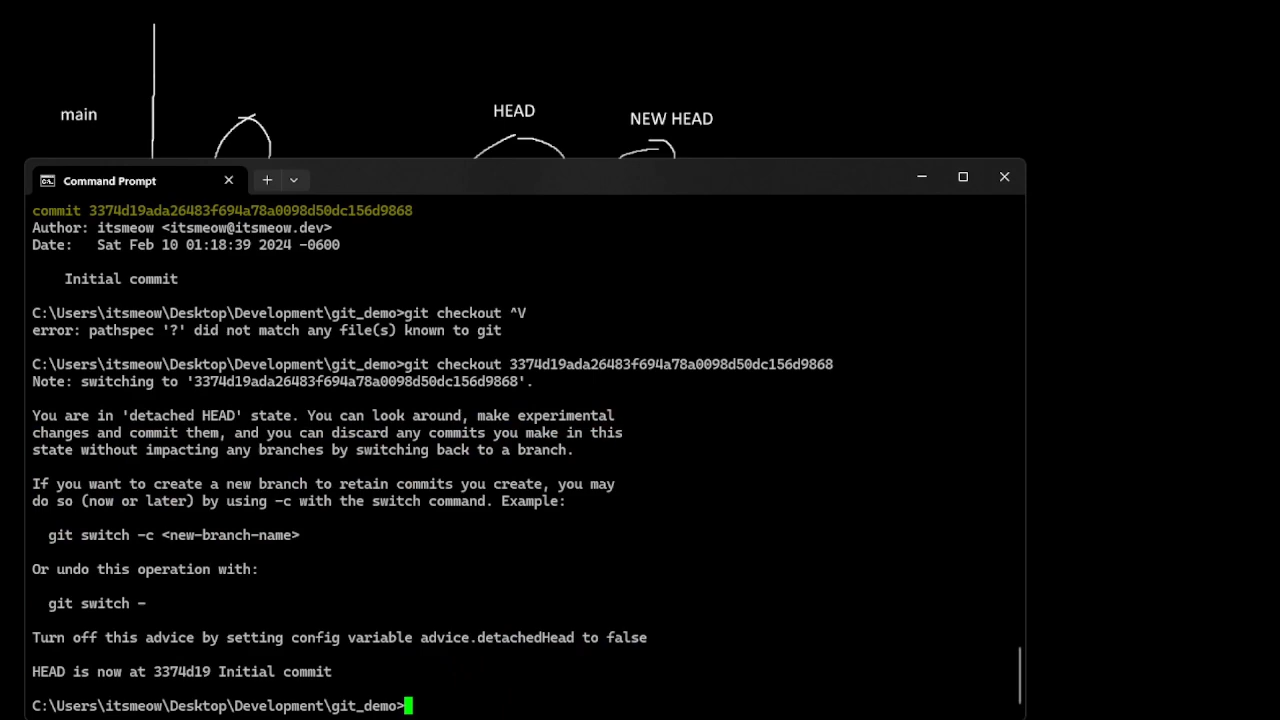 HEAD
main
NEW HEAD
Command Prompt
commit 3374d19ada26483f694a78a0098d50dc156d9868
Author: itsmeow <itsmeow@itsmeow.dev>
Date:   Sat Feb 10 01:18:39 2024 -0600
Initial commit
C:\Users\itsmeow\Desktop\Development\git_demo>git checkout ^V
error: pathspec '?' did not match any file(s) known to git
C:\Users\itsmeow\Desktop\Development\git_demo>git checkout 3374d19ada26483f694a78a0098d50dc156d9868
Note: switching to '3374d19ada26483f694a78a0098d50dc156d9868'.
You are in 'detached HEAD' state. You can look around, make experimental
changes and commit them, and you can discard any commits you make in this
state without impacting any branches by switching back to a branch.
If you want to create a new branch to retain commits you create, you may
do so (now or later) by using -c with the switch command. Example:
git switch -c <new-branch-name>
Or undo this operation with:
git switch -
Turn off this advice by setting config variable advice.detachedHead to false
HEAD is now at 3374d19 Initial commit
C:\Users\itsmeow\Desktop\Development\git_demo>